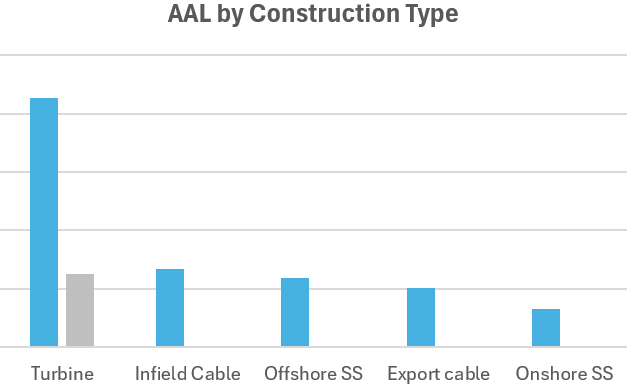 AAL by Construction Type
Turbine Infield Cable Offshore SS Export cable Onshore SS